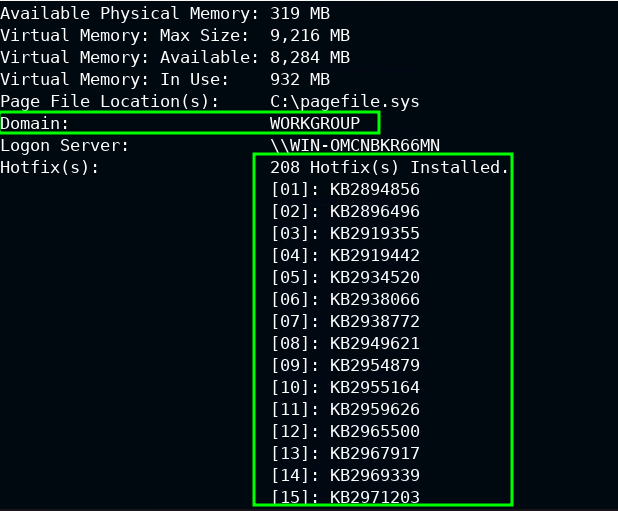 Available Physical Memory: 319 MB
Virtual Memory: Max Size:  9,216 MB
Virtual Memory: Available: 8,284 MB
Virtual Memory: In Use:    932 MB
Page File Location(s):     C:\pagefile.sys
Domain:                    WORKGROUP
Logon Server:              \\WIN-OMCNBKR66MN
Hotfix(s):                 208 Hotfix(s) Installed.
                           [01]: KB2894856
                           [02]: KB2896496
                           [03]: KB2919355
                           [04]: KB2919442
                           [05]: KB2934520
                           [06]: KB2938066
                           [07]: KB2938772
                           [08]: KB2949621
                           [09]: KB2954879
                           [10]: KB2955164
                           [11]: KB2959626
                           [12]: KB2965500
                           [13]: KB2967917
                           [14]: KB2969339
                           [15]: KB2971203